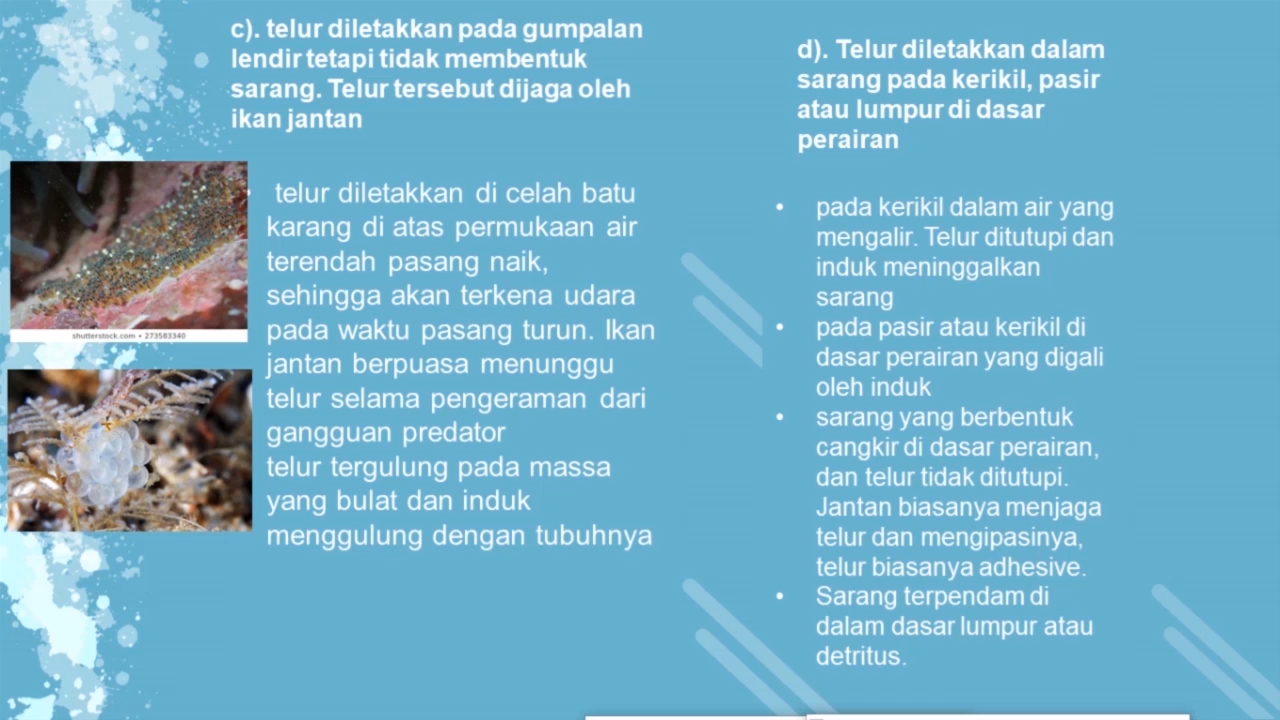 c). telur diletakkan pada gumpalan
lendir tetapi tidak membentuk
sarang. Telur tersebut dijaga oleh
ikan jantan
telur diletakkan di celah batu
karang di atas permukaan air
terendah pasang naik,
sehingga akan terkena udara
pada waktu pasang turun. Ikan
jantan berpuasa menunggu
telur selama pengeraman dari
gangguan predator
telur tergulung pada massa
yang bulat dan induk
menggulung dengan tubuhnya
shutterstock.com • 273583340
d). Telur diletakkan dalam
sarang pada kerikil, pasir
atau lumpur di dasar
perairan
• pada kerikil dalam air yang
mengalir. Telur ditutupi dan
induk meninggalkan
sarang
• pada pasir atau kerikil di
dasar perairan yang digali
oleh induk
• sarang yang berbentuk
cangkir di dasar perairan,
dan telur tidak ditutupi.
Jantan biasanya menjaga
telur dan mengipasinya,
telur biasanya adhesive.
• Sarang terpendam di
dalam dasar lumpur atau
detritus.